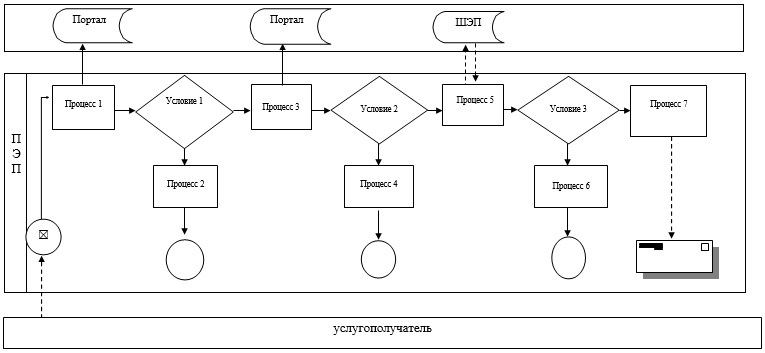 Портал
Портал
ШЭП
Процесс 1
Условие 1
Процесс 3
Условие 2
Процесс 5
Условие 3
Процесс 7
П
Э
П
Процесс 2
Процесс 4
Процесс 6
услугополучатель